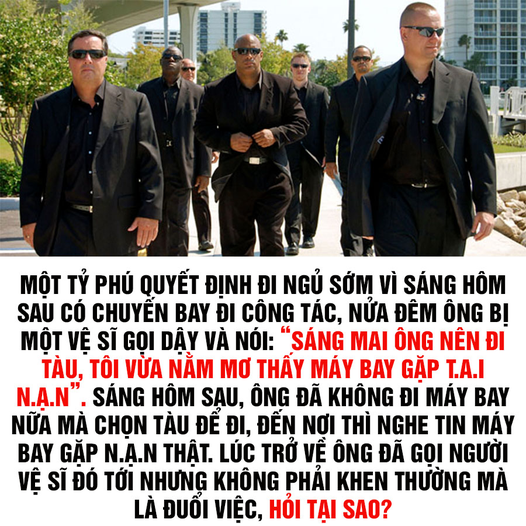 MỘT TỶ PHÚ QUYẾT ĐỊNH ĐI NGỦ SỚM VÌ SÁNG HÔM
SAU CÓ CHUYẾN BAY ĐI CÔNG TÁC, NỬA ĐÊM ÔNG BỊ
MỘT VỆ SĨ GỌI DẬY VÀ NÓI: “SÁNG MAI ÔNG NÊN ĐI
TÀU, TÔI VỪA NẰM MƠ THẤY MÁY BAY GẶP T.A.I
N.Ạ.N”. SÁNG HÔM SAU, ÔNG ĐÃ KHÔNG ĐI MÁY BAY
NỮA MÀ CHỌN TÀU ĐỂ ĐI, ĐẾN NƠI THÌ NGHE TIN MÁY
BAY GẶP N.Ạ.N THẬT. LÚC TRỞ VỀ ÔNG ĐÃ GỌI NGƯỜI
VỆ SĨ ĐÓ TỚI NHƯNG KHÔNG PHẢI KHEN THƯỞNG MÀ
LÀ ĐUỔI VIỆC, HỎI TẠI SAO?